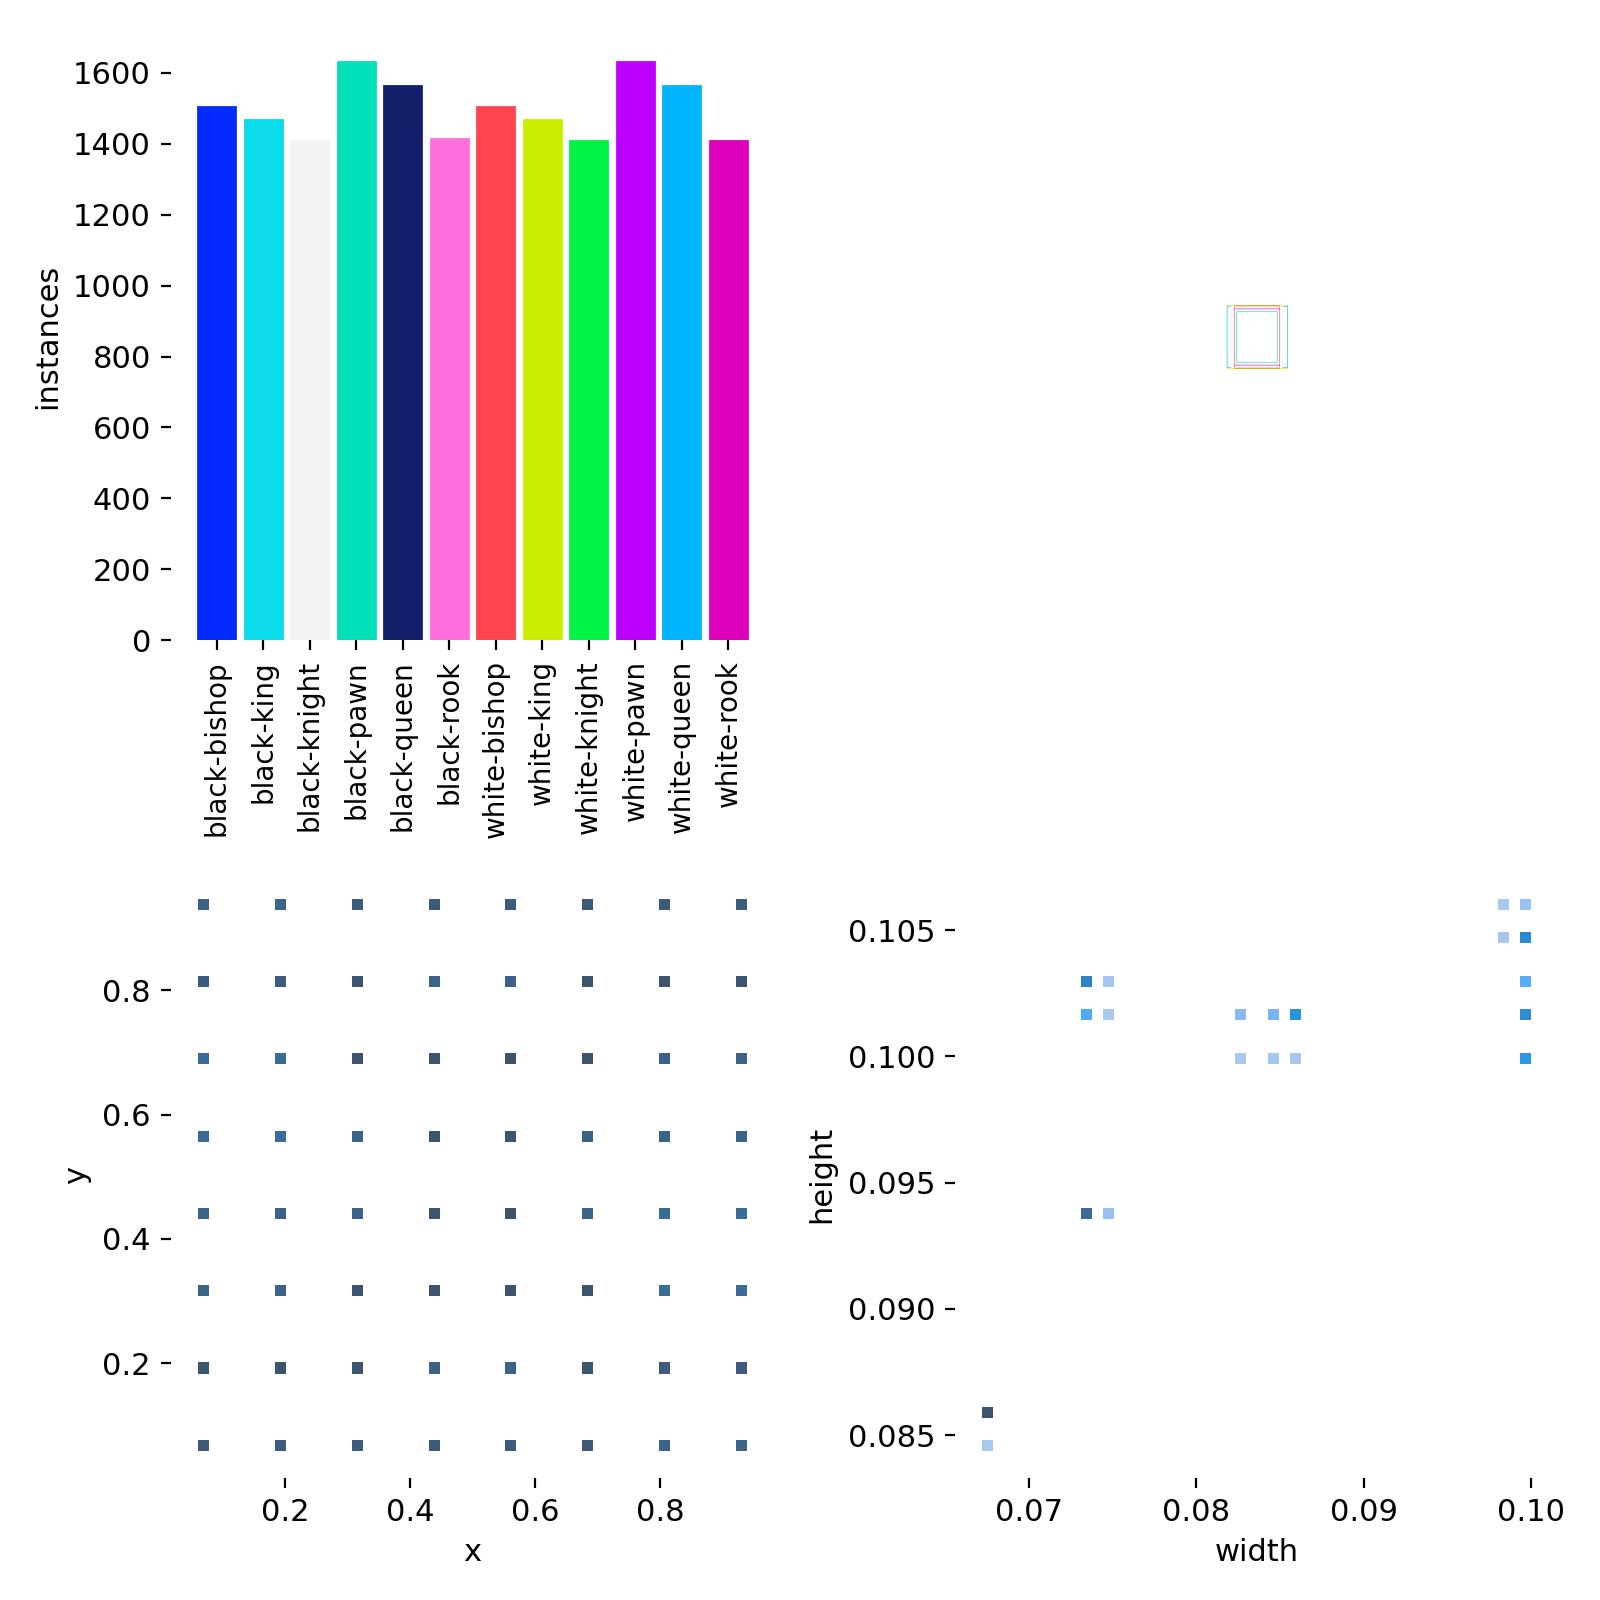 instances
1600
1400
1200
1000
800
600
400
200
0
black-bishop
black-king
black-knight
black-pawn
black-queen
black-rook
white-bishop
white-king
white-knight
white-pawn
white-queen
white-rook
y
0.8
0.6
0.4
0.2
0.2 0.4 0.6 0.8
x
height
0.105
0.100
0.095
0.090
0.085
0.07 0.08 0.09 0.10
width